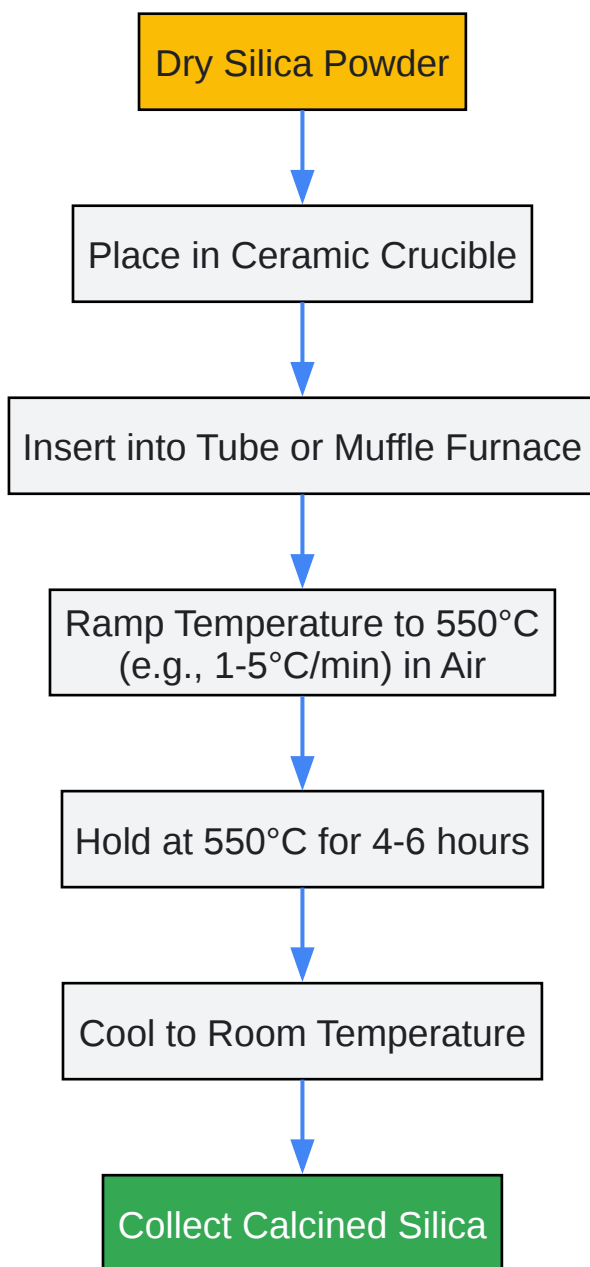 Dry Silica Powder
Place in Ceramic Crucible
Insert into Tube or Muffle Furnace
Ramp Temperature to 550°C
(e.g., 1-5°C/min) in Air
Hold at 550°C for 4-6 hours
Cool to Room Temperature
Collect Calcined Silica